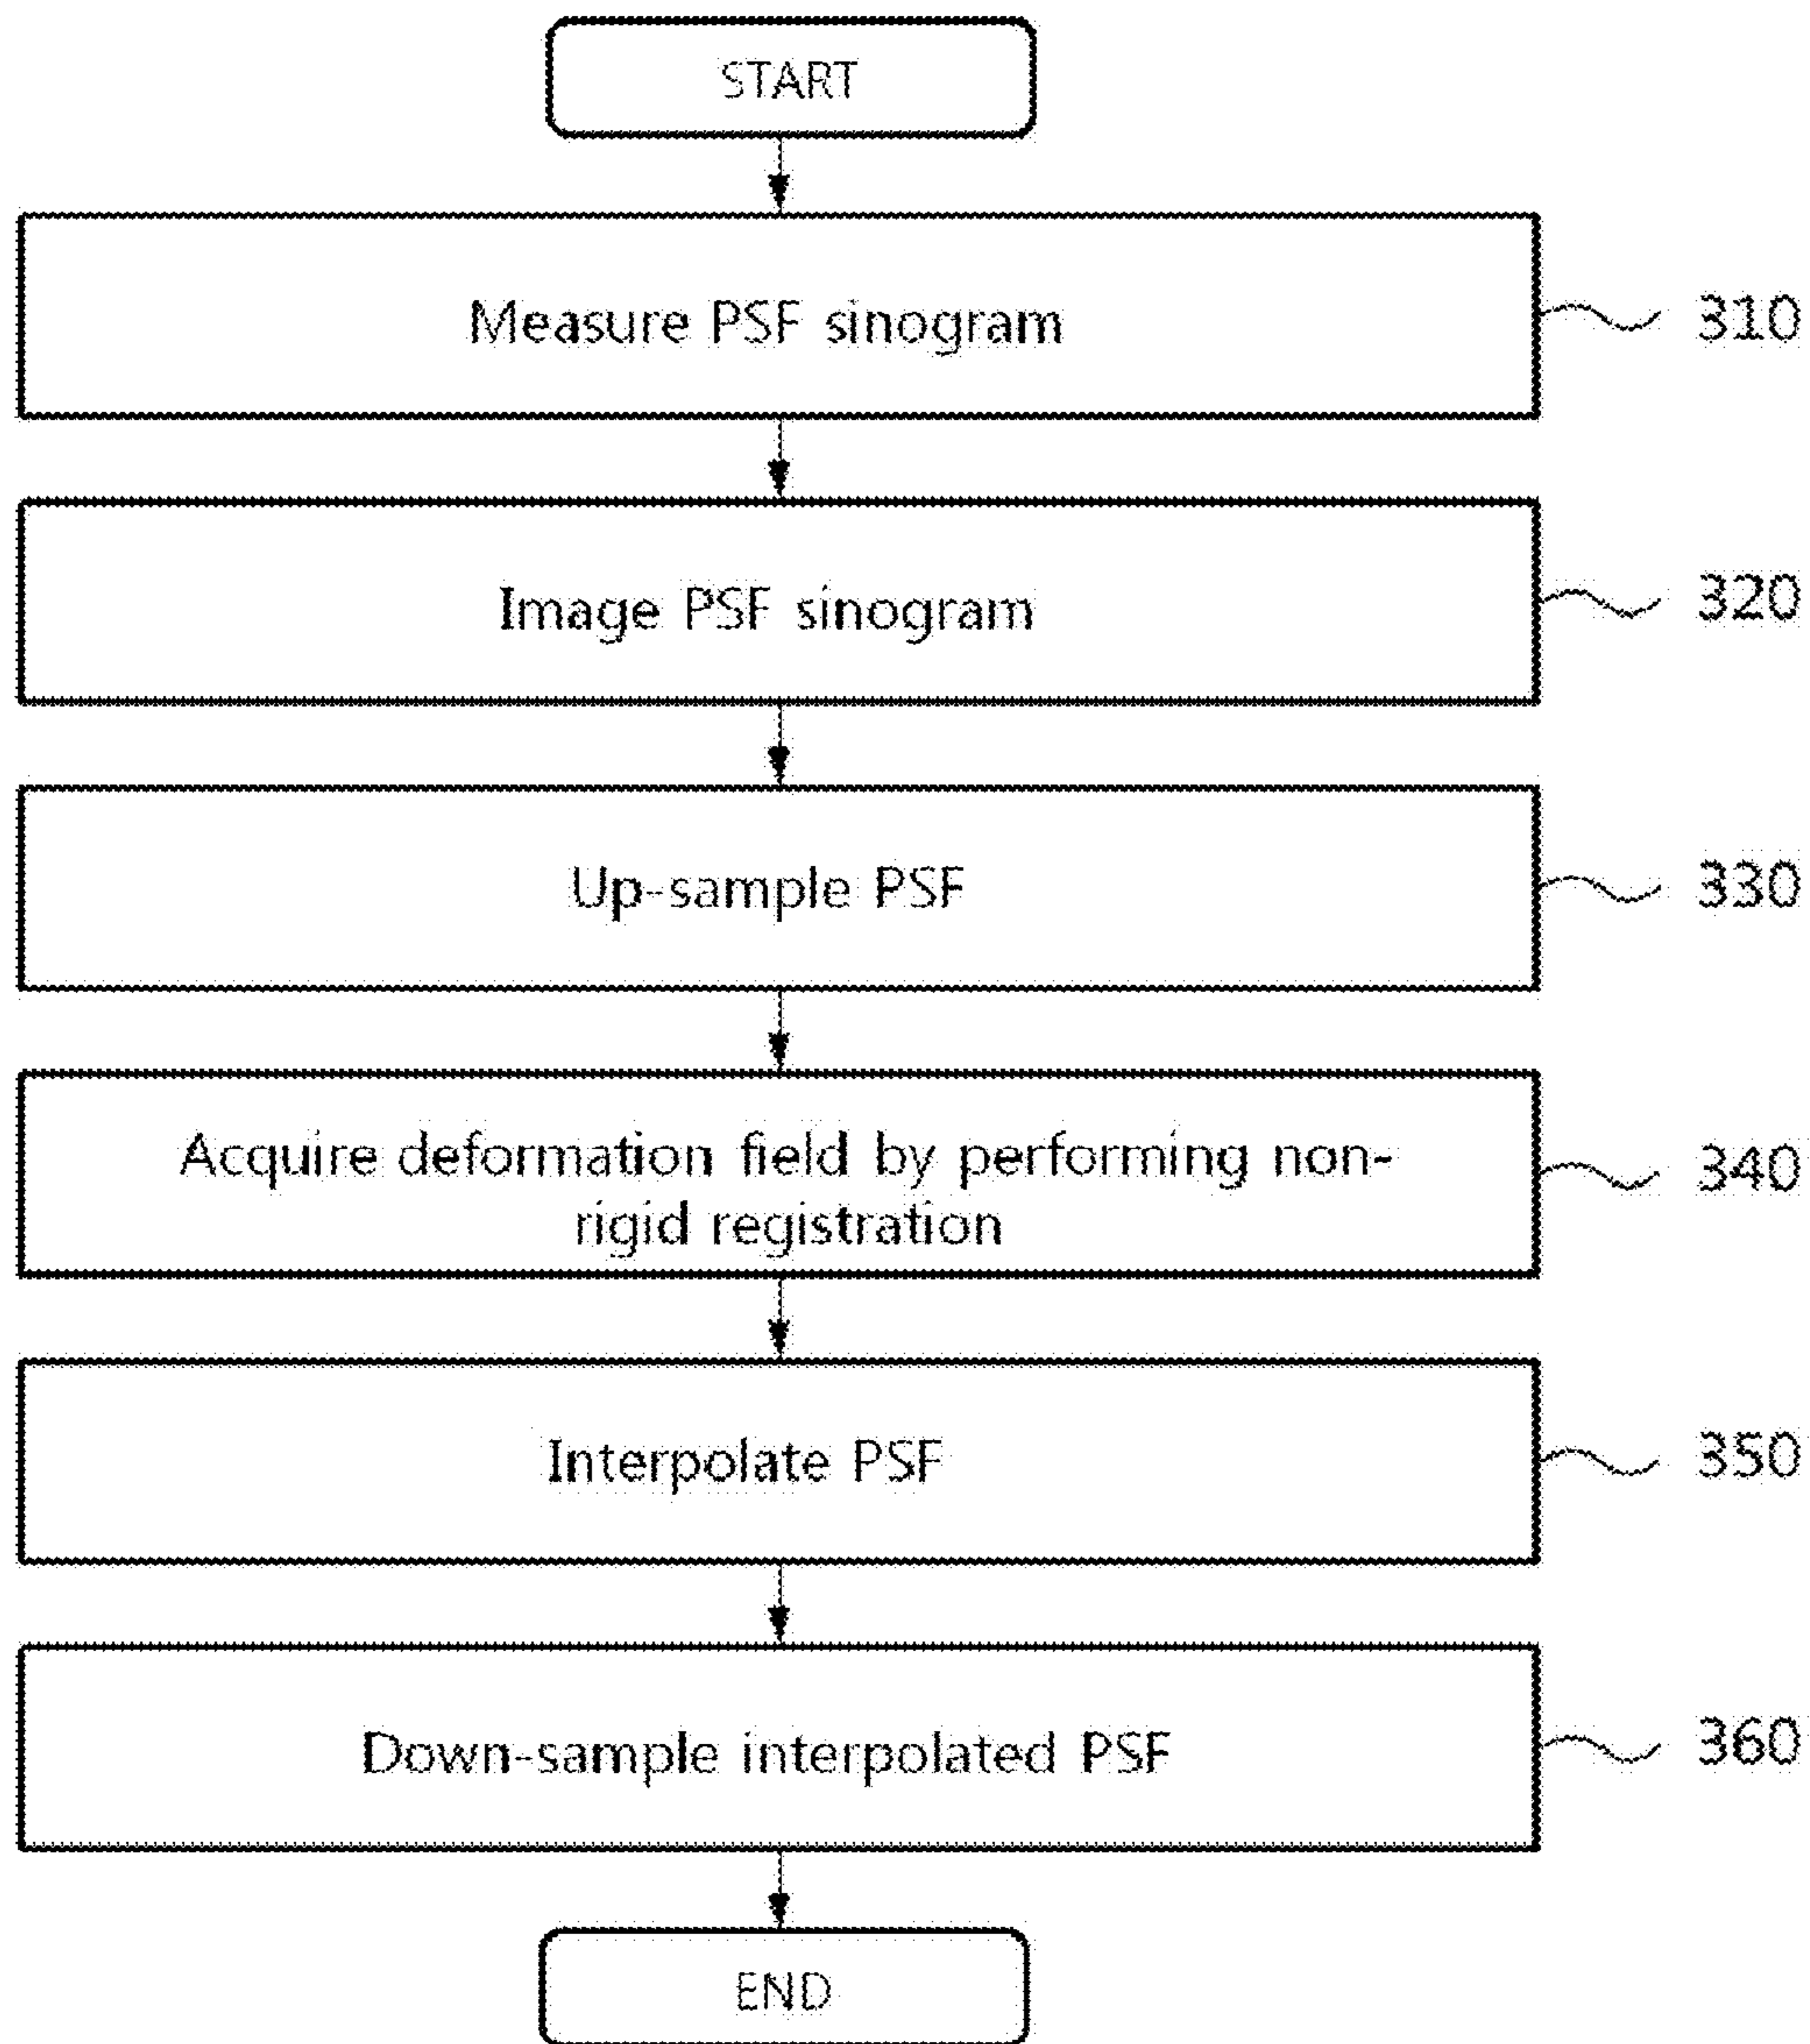 START
Measure PSF sinogram
310
Image PSF sinogram
320
Up-sample PSF
330
Acquire deformation field by performing non-
rigid registration
340
Interpolate PSF
350
Down-sample interpolated PSF
360
END